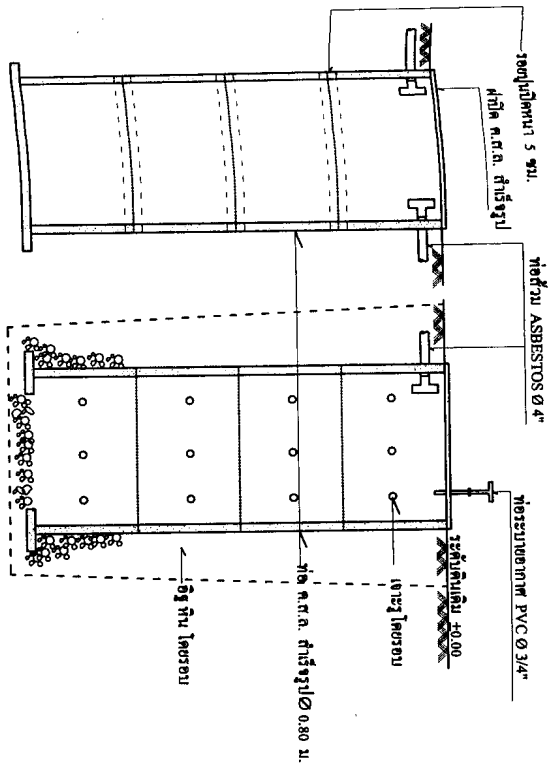 รอยปูนปิดหนา 5 ซม.
ฝาปิด ค.ส.ล. สำเร็จรูป
ท่อส้วม ASBESTOS Ø 4"
ท่อระบายอากาศ PVC Ø 3/4"
ระดับดินเดิม +0.00
เจาะรูโดยรอบ
ท่อ ค.ส.ล. สำเร็จรูป Ø 0.80 ม.
อิฐ หิน โดยรอบ